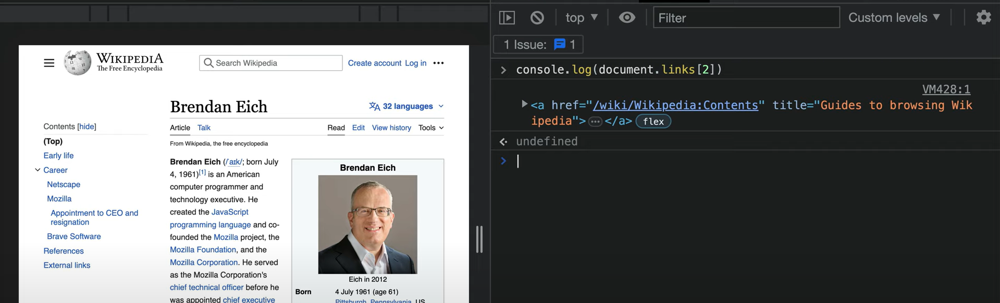 WIKIPEDIA
The Free Encyclopedia
Search Wikipedia
Create account Log in
Brendan Eich
32 languages
Contents [hide]
(Top)
Early life
Career
Netscape
Mozilla
Appointment to CEO and
resignation
Brave Software
References
External links
Article Talk
Read Edit View history Tools
From Wikipedia, the free encyclopedia
Brendan Eich (/ˈaɪk/; born July
4, 1961)[1] is an American
computer programmer and
technology executive. He
created the JavaScript
programming language and co-
founded the Mozilla project, the
Mozilla Foundation, and the
Mozilla Corporation. He served
as the Mozilla Corporation's
chief technical officer before he
was appointed chief executive
Brendan Eich
Eich in 2012
Born 4 July 1961 (age 61)
Pittsburgh, Pennsylvania, US
top Filter Custom levels
1 Issue: 1
console.log(document.links[2])
VM428:1
<a href="/wiki/Wikipedia:Contents" title="Guides to browsing Wik
ipedia">…</a> flex
undefined